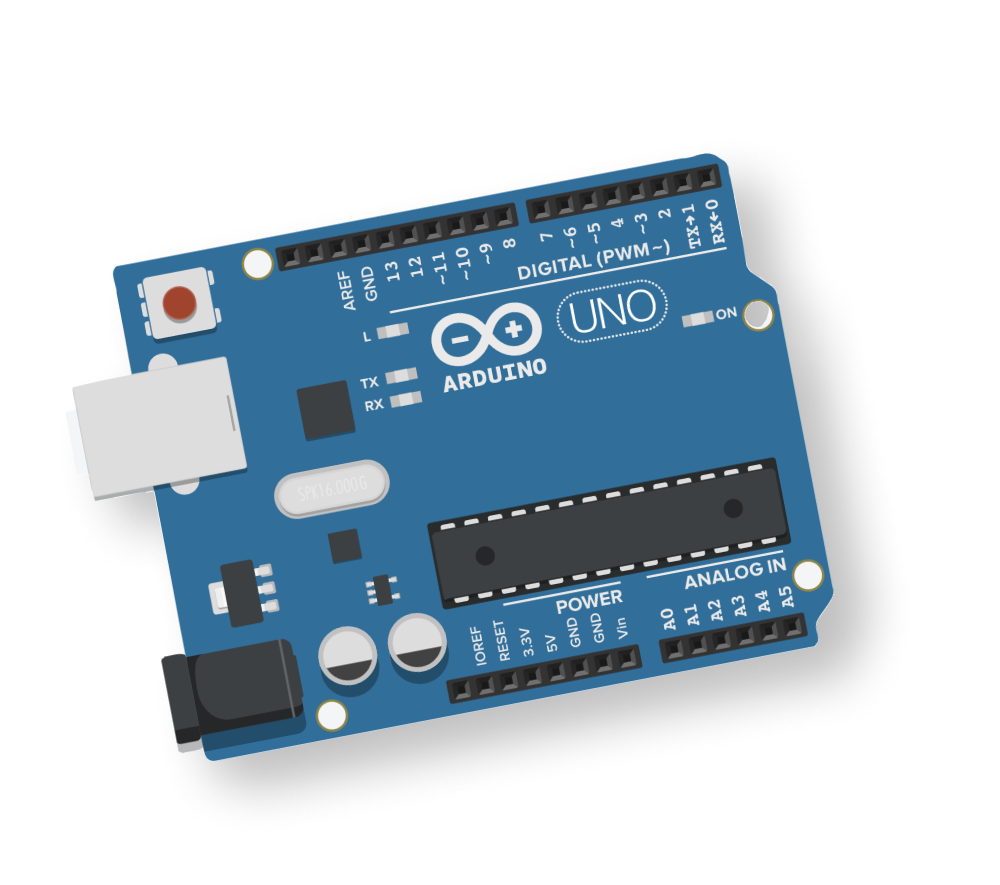 AREF
GND
13
12
~11
~10
~9
8
7
~6
~5
4
~3
2
TX→1
RX←0
DIGITAL (PWM~)
L
TX
RX
ARDUINO
UNO
ON
SPK16.000G
ANALOG IN
POWER
IOREF
RESET
3.3V
5V
GND
GND
Vin
A0
A1
A2
A3
A4
A5